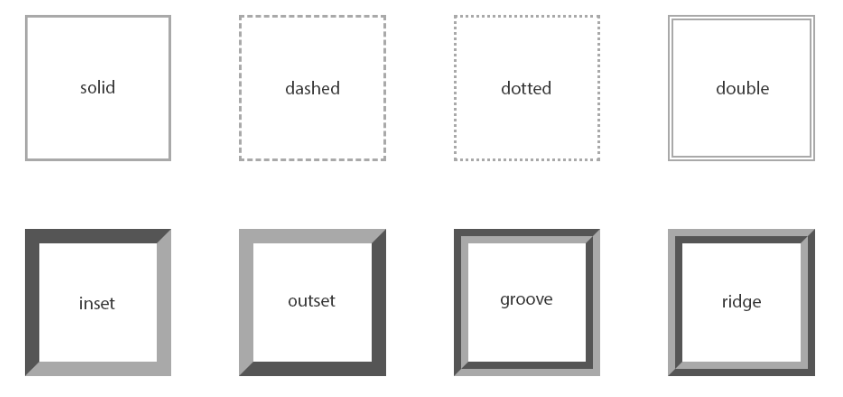 solid
dashed
dotted
double
inset
outset
groove
ridge